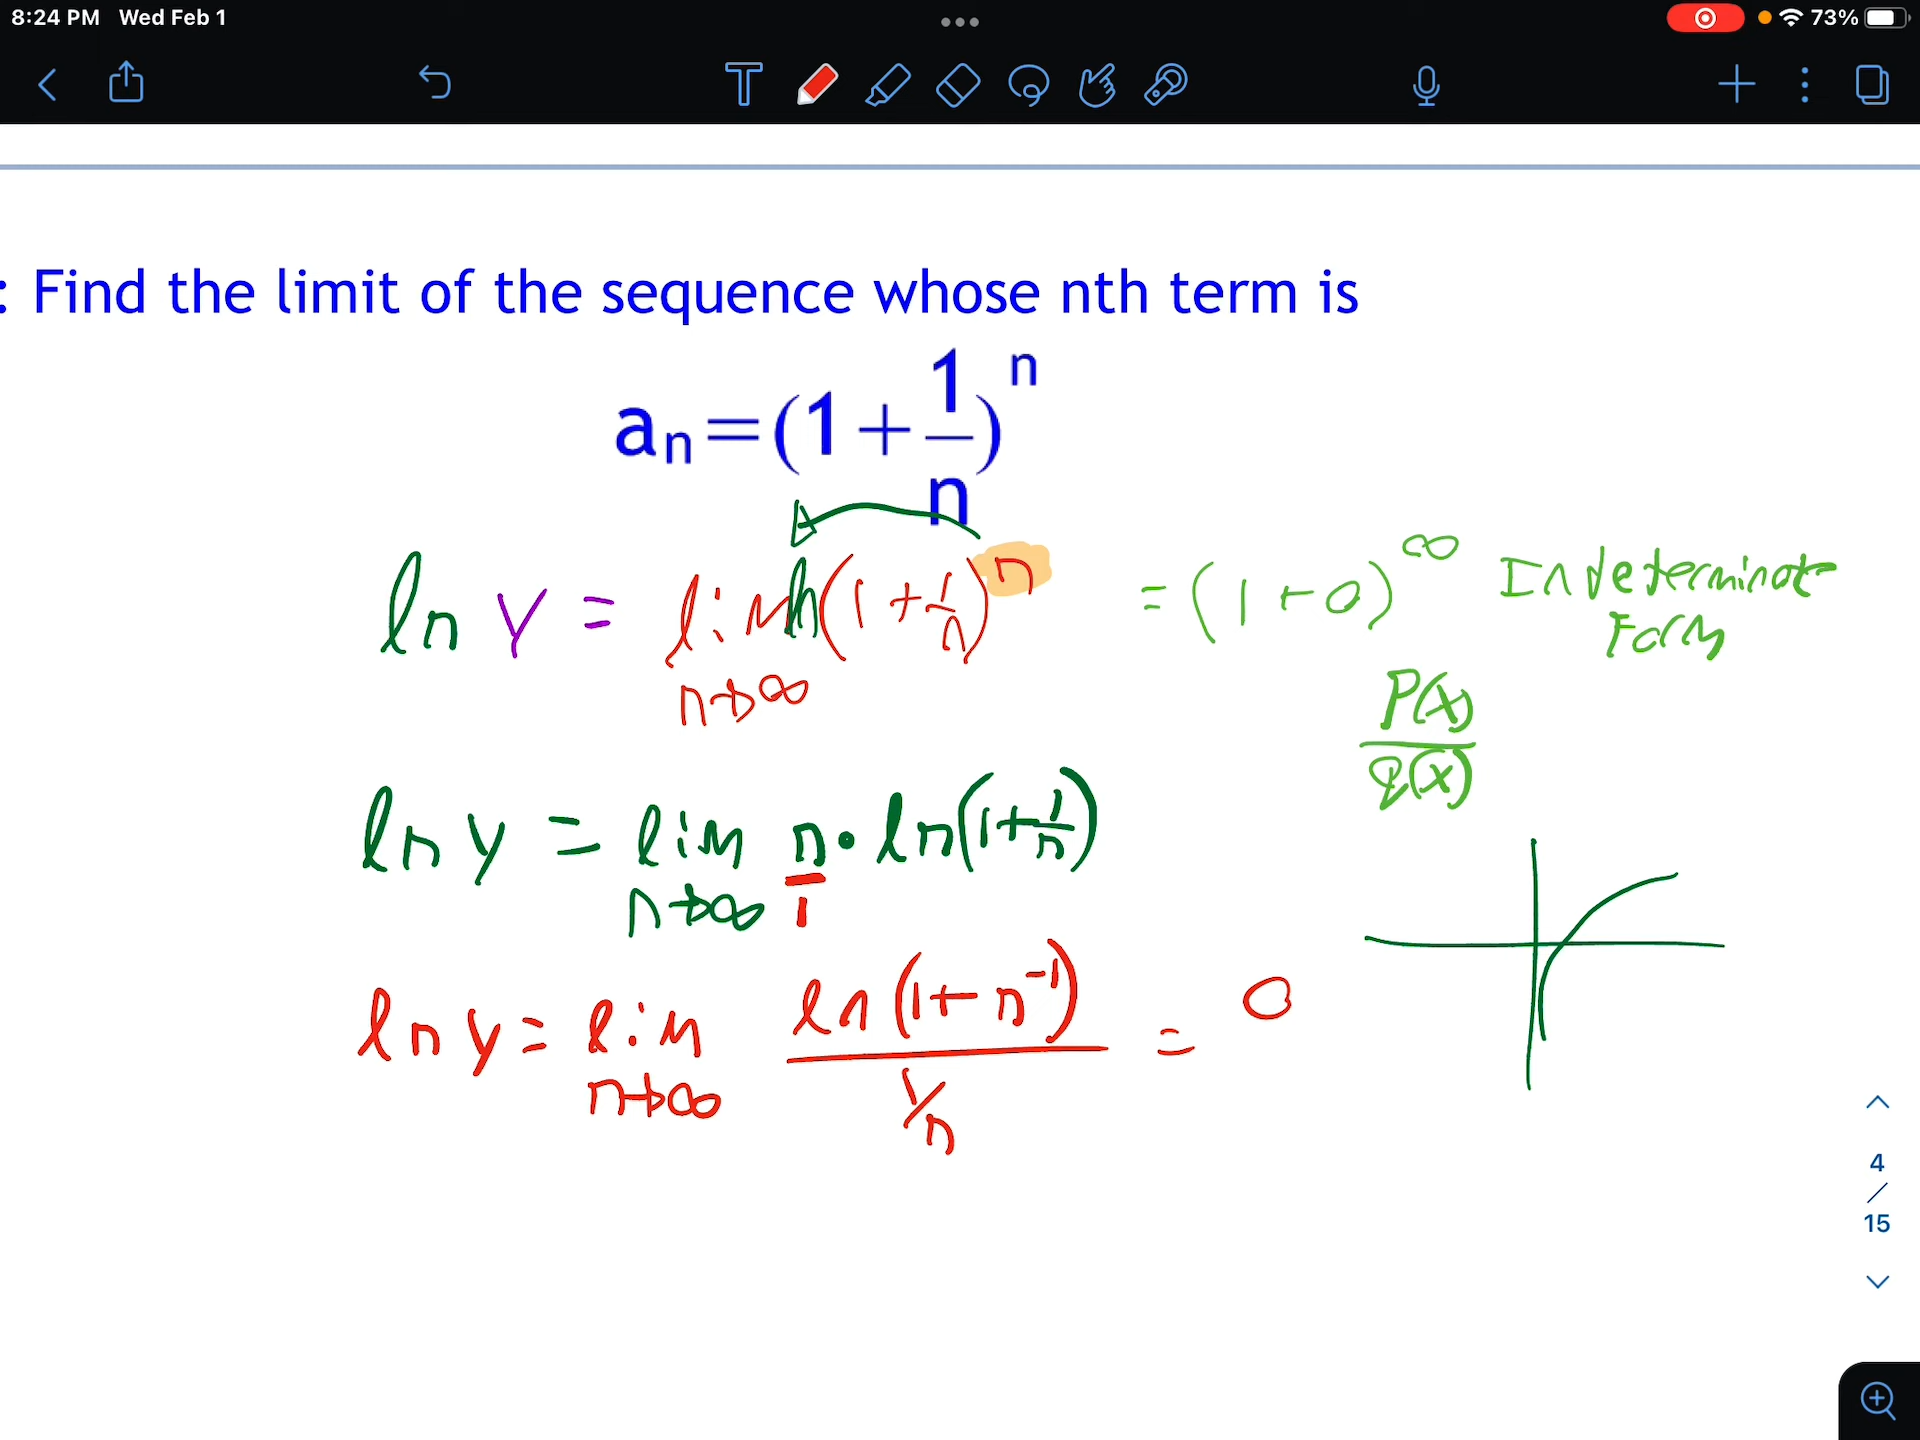 8:24 PM Wed Feb 1
73%
: Find the limit of the sequence whose nth term is
aₙ=(1+1/n)ⁿ
ln y = lim n→∞ ln(1+1/n)ⁿ = (1+0)^∞ Indeterminate Form
P(x)/q(x)
ln y = lim n→∞ n/1 • ln(1+1/n)
ln y = lim n→∞ ln(1+n⁻¹)/(1/n) = 0
4
/
15